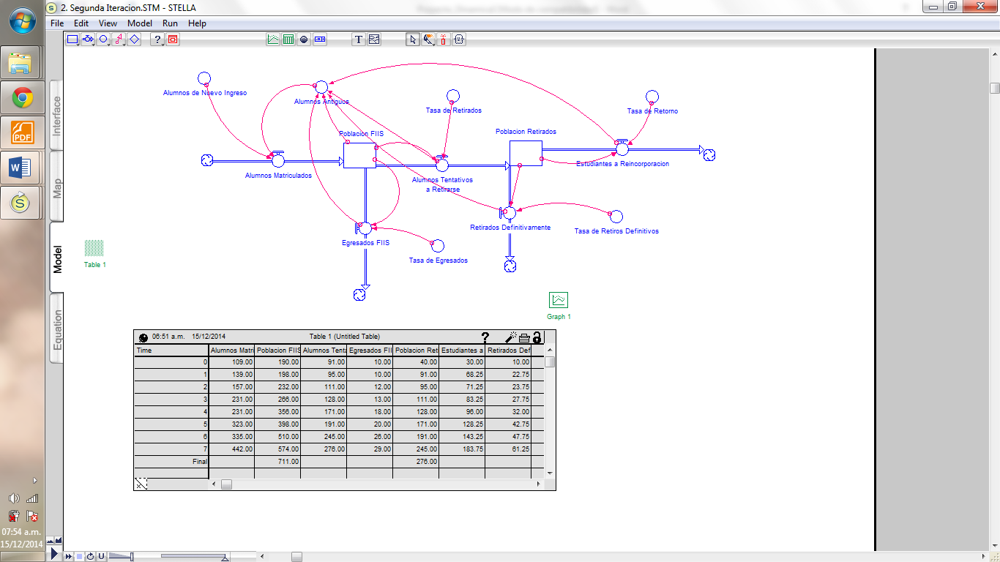 2. Segunda Iteracion.STM - STELLA
File Edit View Model Run Help
Interface
Map
Model
Equation
Alumnos de Nuevo Ingreso
Alumnos Antiguos
Tasa de Retirados
Tasa de Retorno
Poblacion FIIS
Poblacion Retirados
Alumnos Matriculados
Alumnos Tentativos
a Retirarse
Estudiantes a Reincorporacion
Egresados FIIS
Retirados Definitivamente
Tasa de Retiros Definitivos
Tasa de Egresados
Table 1
Graph 1
06:51 a.m. 15/12/2014 Table 1 (Untitled Table) ?
Time Alumnos Matri Poblacion FIIS Alumnos Tenta Egresados FII Poblacion Ret Estudiantes a Retirados Def
0 109.00 190.00 91.00 10.00 40.00 30.00 10.00
1 139.00 198.00 95.00 10.00 91.00 68.25 22.75
2 157.00 232.00 111.00 12.00 95.00 71.25 23.75
3 231.00 266.00 128.00 13.00 111.00 83.25 27.75
4 231.00 356.00 171.00 18.00 128.00 96.00 32.00
5 323.00 398.00 191.00 20.00 171.00 128.25 42.75
6 335.00 510.00 245.00 26.00 191.00 143.25 47.75
7 442.00 574.00 276.00 29.00 245.00 183.75 61.25
Final 711.00 276.00
PDF
W
S
07:54 a.m.
15/12/2014
U